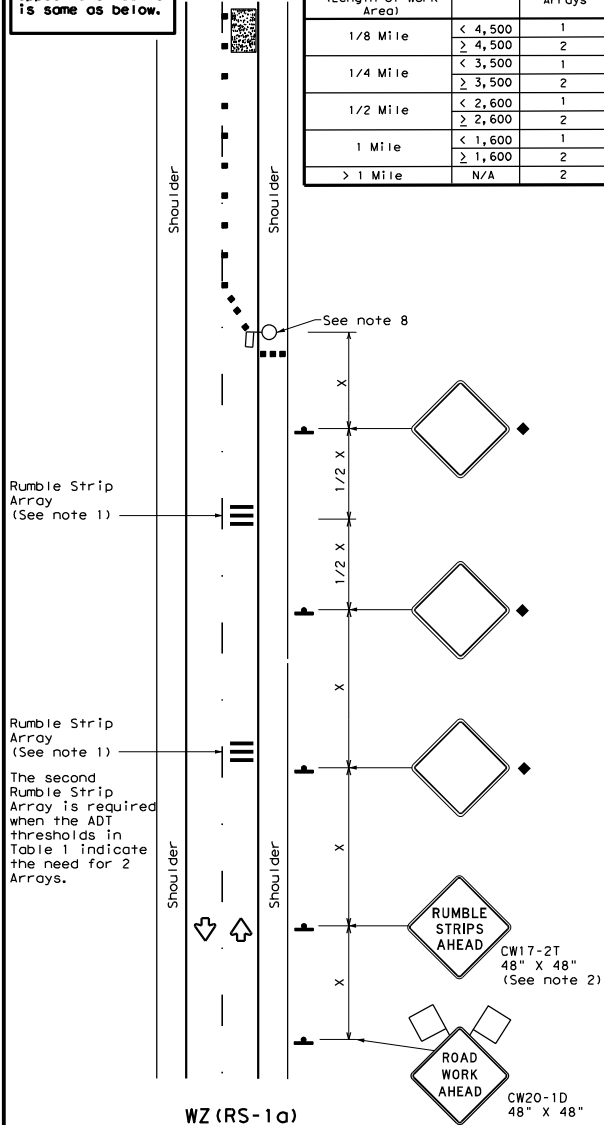 is same as below.
Area)
Arrays
1/8 Mile
< 4,500
1
≥ 4,500
2
1/4 Mile
< 3,500
1
≥ 3,500
2
1/2 Mile
< 2,600
1
≥ 2,600
2
1 Mile
< 1,600
1
≥ 1,600
2
> 1 Mile
N/A
2
Shoulder
Shoulder
See note 8
X
1/2 X
Rumble Strip
Array
(See note 1)
1/2 X
X
Rumble Strip
Array
(See note 1)
The second
Rumble Strip
Array is required
when the ADT
thresholds in
Table 1 indicate
the need for 2
Arrays.
X
Shoulder
Shoulder
RUMBLE
STRIPS
AHEAD
CW17-2T
48" X 48"
(See note 2)
X
ROAD
WORK
AHEAD
CW20-1D
48" X 48"
WZ(RS-1a)